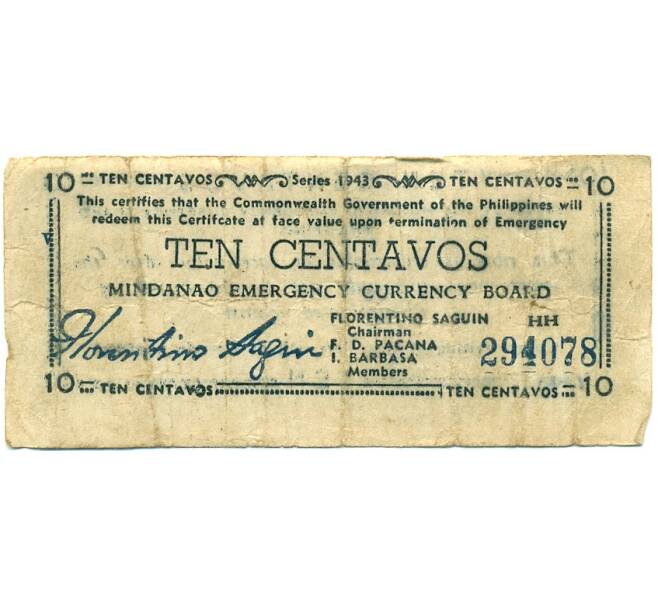 10 TEN CENTAVOS Series 1943 TEN CENTAVOS 10
This certifies that the Commonwealth Government of the Philippines will
redeem this Certifcate at face value upon termination of Emergency
V
TEN CENTAVOS
MINDANAO EMERGENCY CURRENCY BOARD
FLORENTINO SAGUIN HH
Chairman
Florentino Saguin
F. D. PACANA
I. BARBASA
294078
Members
10 TEN CENTAVOS TEN CENTAVOS 10